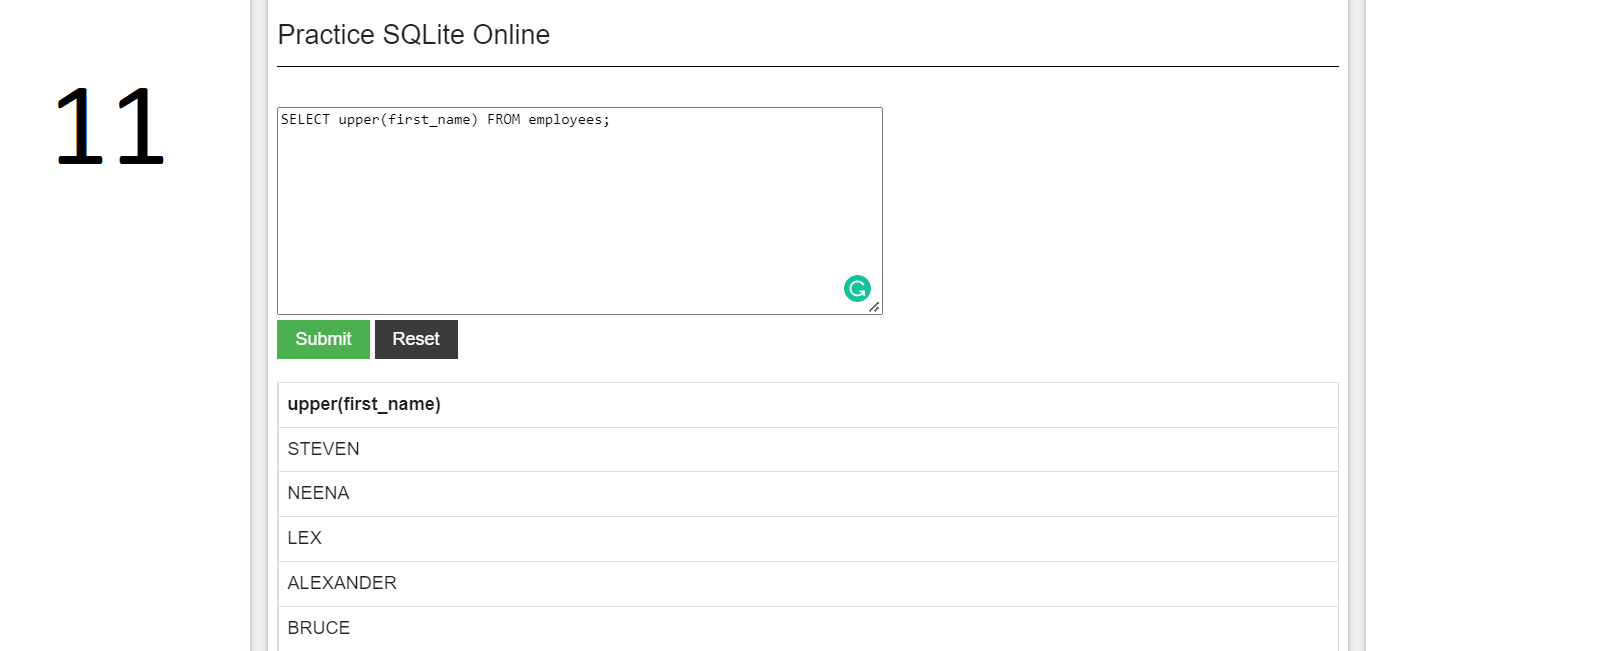 Practice SQLite Online
11
SELECT upper(first_name) FROM employees;
Submit Reset
upper(first_name)
STEVEN
NEENA
LEX
ALEXANDER
BRUCE